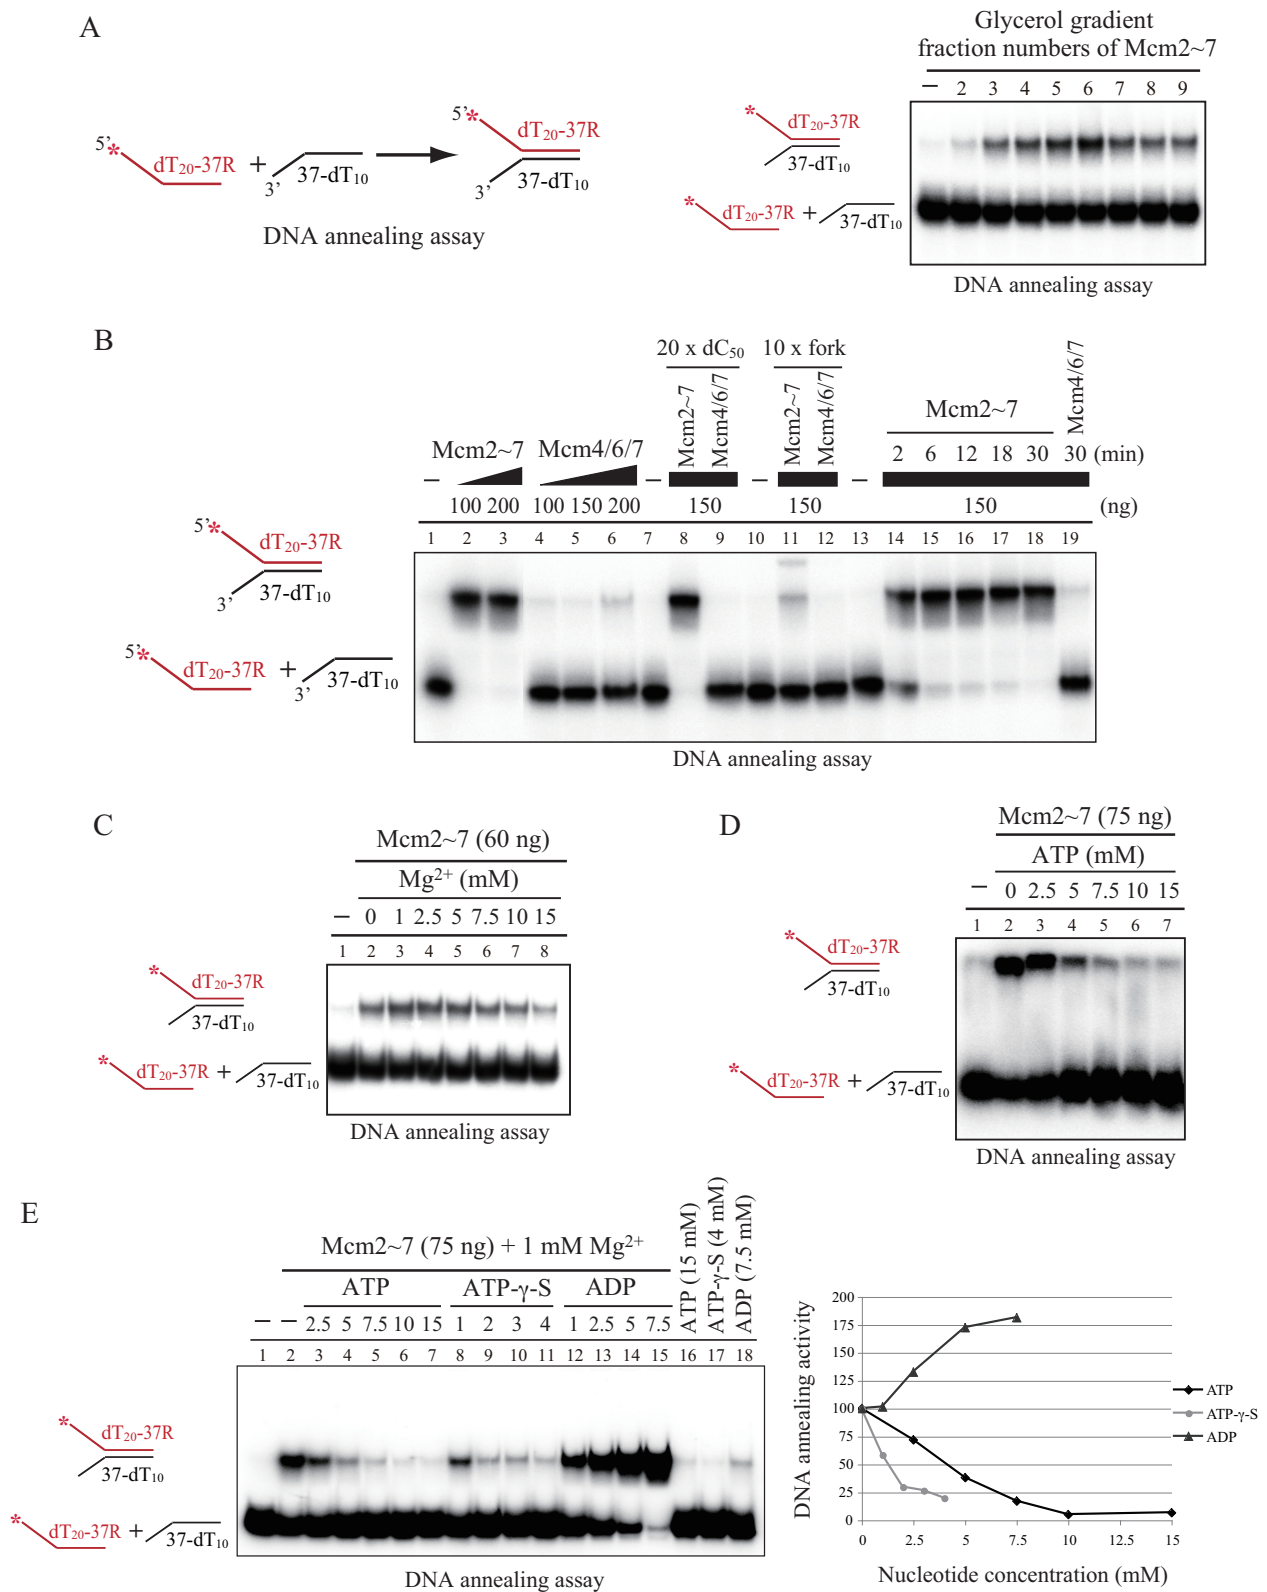 A
Glycerol gradient
fraction numbers of Mcm2~7
– 2 3 4 5 6 7 8 9
5' * dT20-37R + 3' 37-dT10
5' * dT20-37R
3' 37-dT10
DNA annealing assay
* dT20-37R
37-dT10
* dT20-37R + 37-dT10
DNA annealing assay
B
20 x dC50 10 x fork
Mcm2~7 Mcm4/6/7 Mcm2~7 Mcm4/6/7 Mcm4/6/7
Mcm2~7 Mcm4/6/7 Mcm2~7
2 6 12 18 30 30 (min)
– – – –
100 200 100 150 200 150 150 150 (ng)
1 2 3 4 5 6 7 8 9 10 11 12 13 14 15 16 17 18 19
5' * dT20-37R
3' 37-dT10
5' * dT20-37R + 3' 37-dT10
DNA annealing assay
C
Mcm2~7 (60 ng)
Mg2+ (mM)
– 0 1 2.5 5 7.5 10 15
1 2 3 4 5 6 7 8
* dT20-37R
37-dT10
* dT20-37R + 37-dT10
DNA annealing assay
D
Mcm2~7 (75 ng)
ATP (mM)
– 0 2.5 5 7.5 10 15
1 2 3 4 5 6 7
* dT20-37R
37-dT10
* dT20-37R + 37-dT10
DNA annealing assay
E
Mcm2~7 (75 ng) + 1 mM Mg2+
ATP ATP-γ-S ADP
ATP (15 mM)
ATP-γ-S (4 mM)
ADP (7.5 mM)
– – 2.5 5 7.5 10 15 1 2 3 4 1 2.5 5 7.5
1 2 3 4 5 6 7 8 9 10 11 12 13 14 15 16 17 18
* dT20-37R
37-dT10
* dT20-37R + 37-dT10
DNA annealing assay
DNA annealing activity
200
175
150
125
100
75
50
25
0
0 2.5 5 7.5 10 12.5 15
Nucleotide concentration (mM)
ATP
ATP-γ-S
ADP